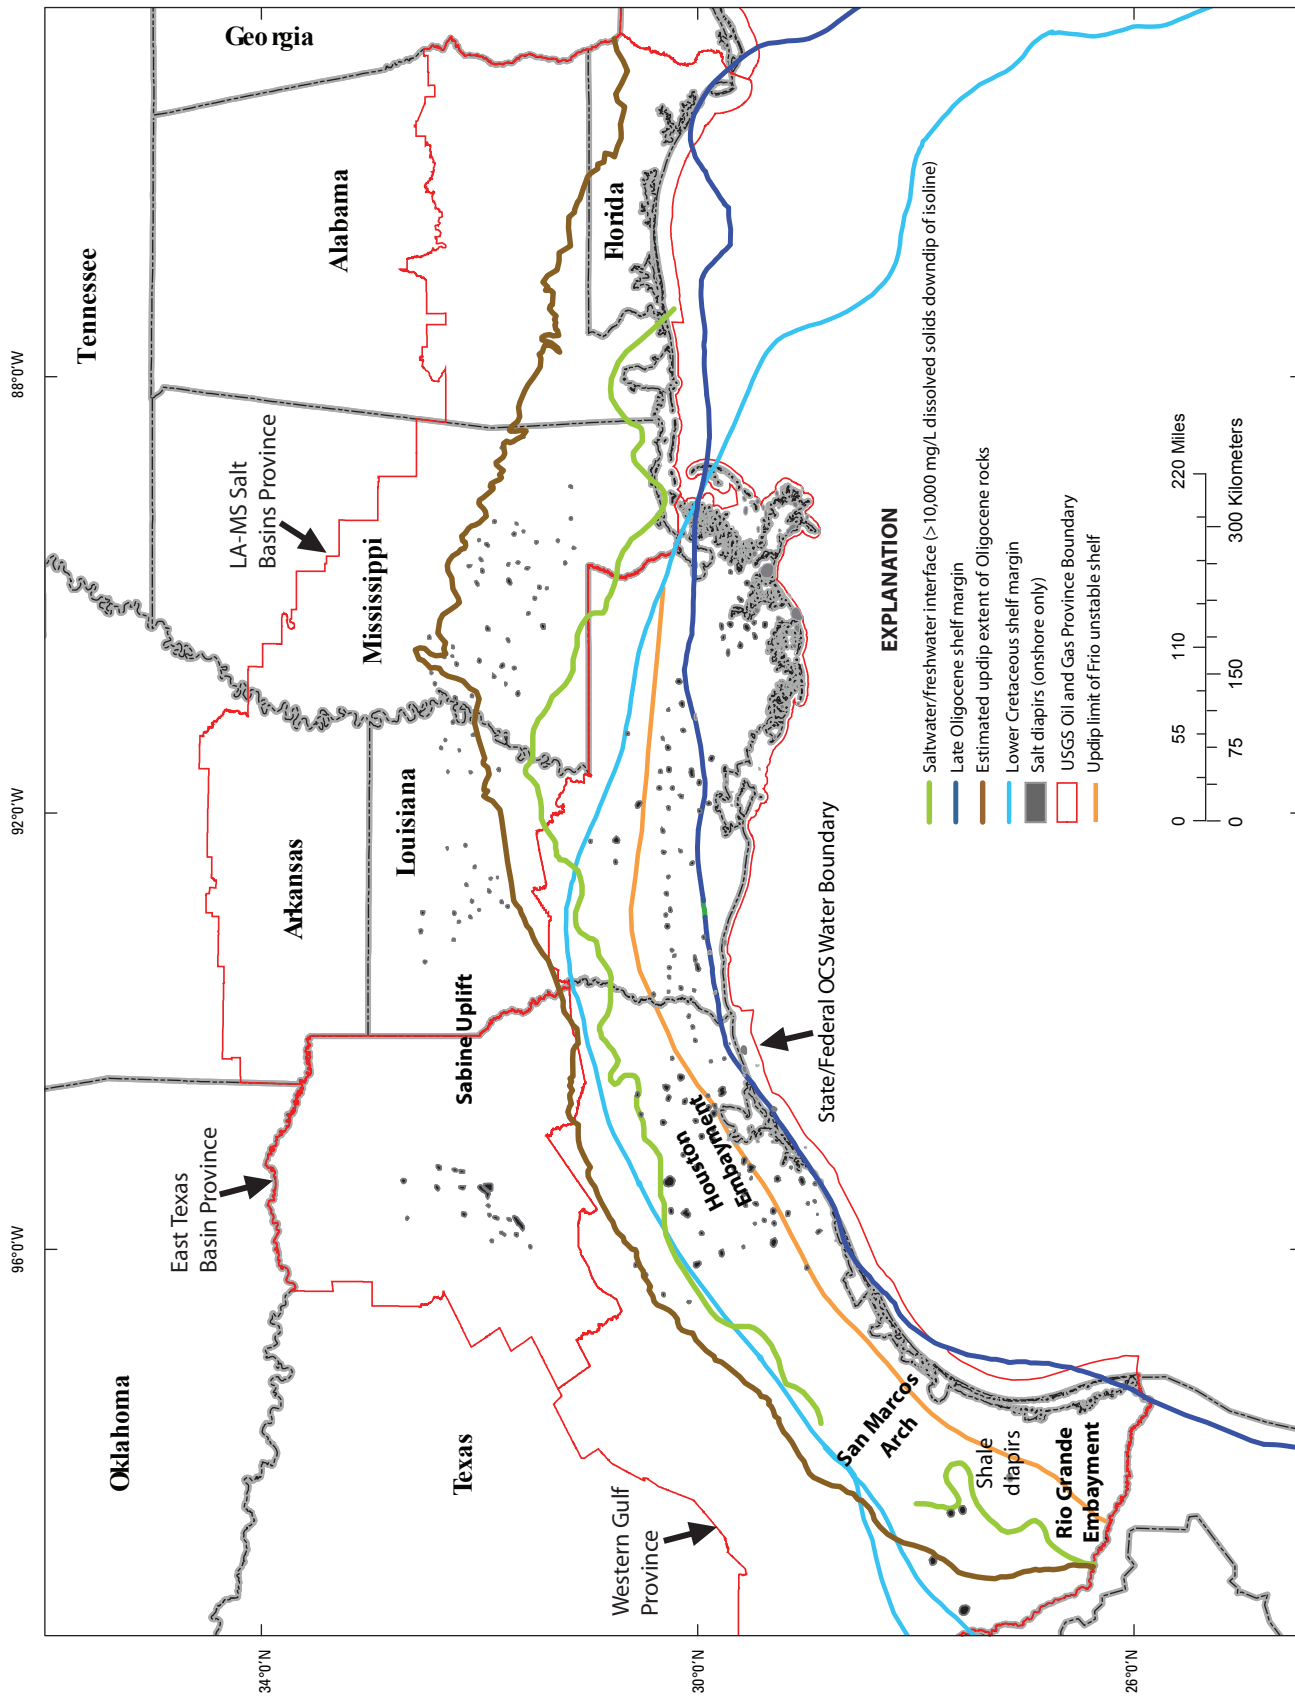 88°0'W
92°0'W
96°0'W
34°0'N
30°0'N
26°0'N
Georgia
Tennessee
Alabama
Florida
LA-MS Salt
Basins Province
Mississippi
Arkansas
Louisiana
Sabine Uplift
East Texas
Basin Province
Oklahoma
Texas
Western Gulf
Province
Houston
Embayment
San Marcos
Arch
Shale
diapirs
Rio Grande
Embayment
State/Federal OCS Water Boundary
EXPLANATION
Saltwater/freshwater interface (>10,000 mg/L dissolved solids downdip of isoline)
Late Oligocene shelf margin
Estimated updip extent of Oligocene rocks
Lower Cretaceous shelf margin
Salt diapirs (onshore only)
USGS Oil and Gas Province Boundary
Updip limit of Frio unstable shelf
0 55 110 220 Miles
0 75 150 300 Kilometers